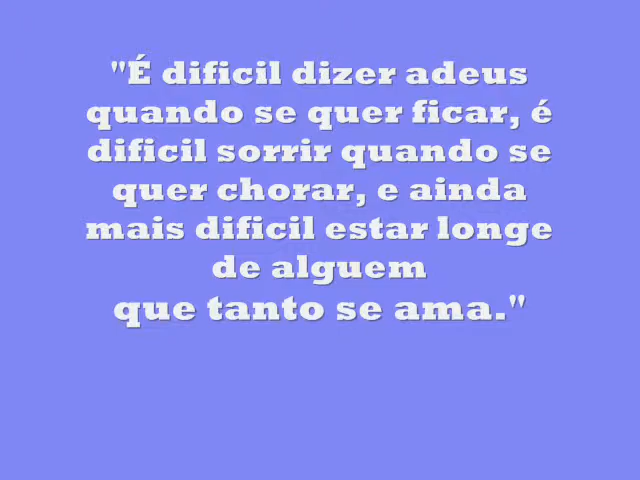 "É dificil dizer adeus
quando se quer ficar, é
dificil sorrir quando se
quer chorar, e ainda
mais dificil estar longe
de alguem
que tanto se ama."